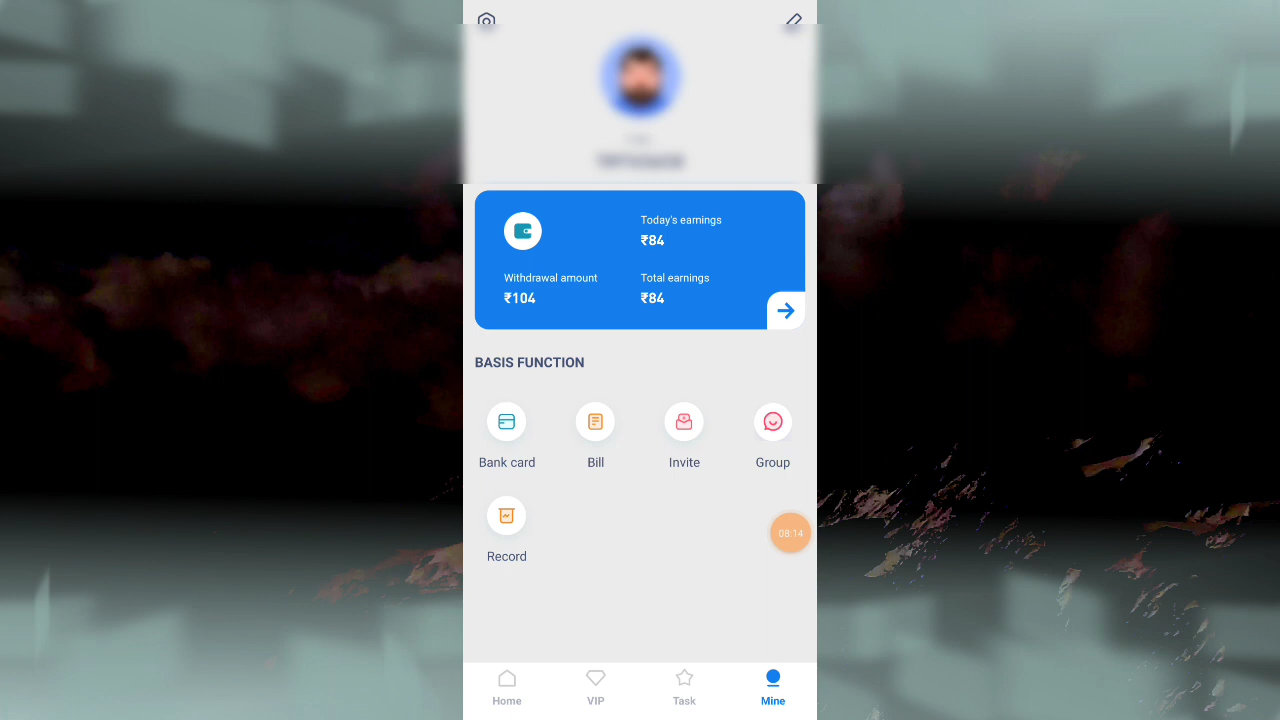 Today's earnings
₹84
Withdrawal amount
₹104
Total earnings
₹84
BASIS FUNCTION
Bank card
Bill
Invite
Group
Record
08:14
Home
VIP
Task
Mine